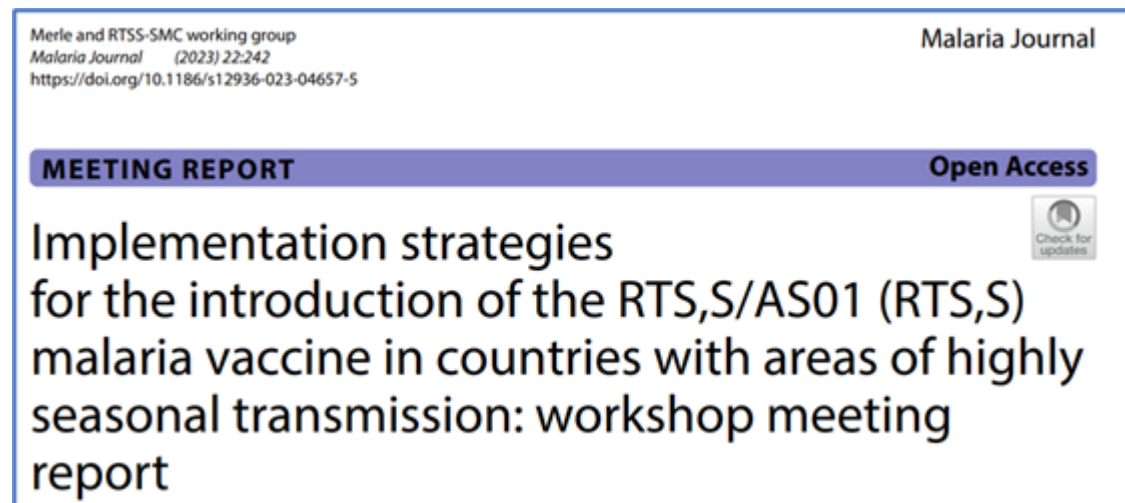 Merle and RTSS-SMC working group
Malaria Journal (2023) 22:242
https://doi.org/10.1186/s12936-023-04657-5
Malaria Journal
MEETING REPORT
Open Access
Check for
updates
Implementation strategies
for the introduction of the RTS,S/AS01 (RTS,S)
malaria vaccine in countries with areas of highly
seasonal transmission: workshop meeting
report